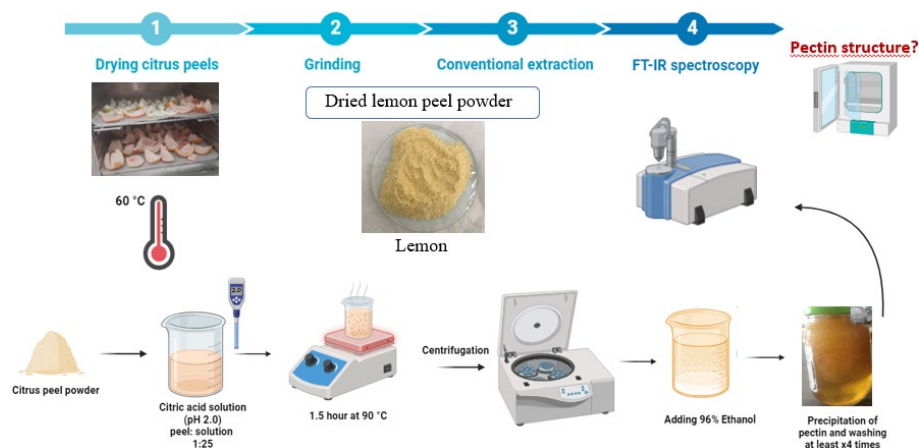 1
2
3
4
Pectin structure?
Drying citrus peels
Grinding
Conventional extraction
FT-IR spectroscopy
Dried lemon peel powder
60 °C
Lemon
2.0
Centrifugation
Citrus peel powder
Citric acid solution
(pH 2.0)
peel: solution
1:25
1.5 hour at 90 °C
Adding 96% Ethanol
Precipitation of
pectin and washing
at least x4 times